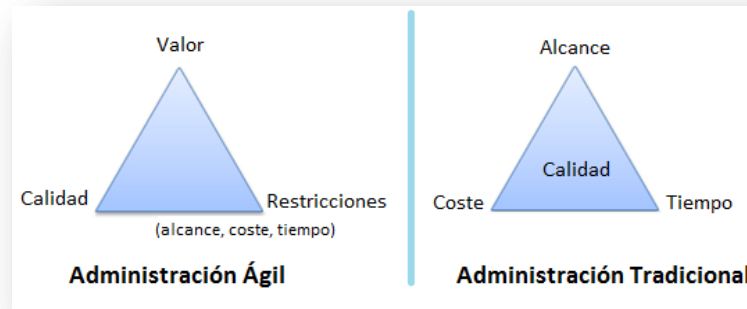 Valor
Calidad
Restricciones
(alcance, coste, tiempo)
Administración Ágil
Alcance
Calidad
Coste
Tiempo
Administración Tradicional